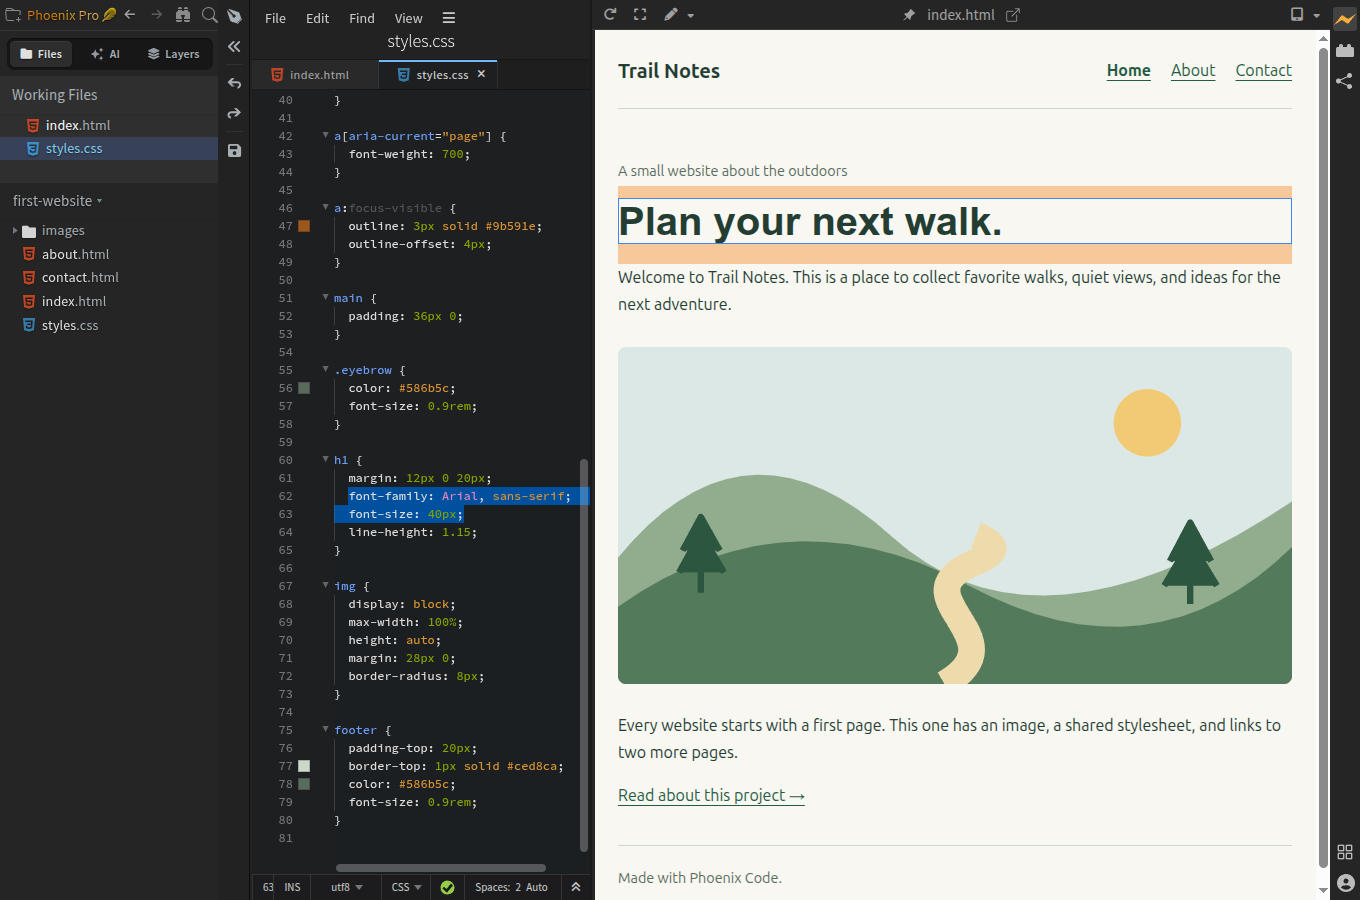 Phoenix Pro
File Edit Find View
styles.css
index.html
Files AI Layers
index.html styles.css ×
Working Files
index.html
styles.css
first-website
images
about.html
contact.html
index.html
styles.css
40 }
41
42 a[aria-current="page"] {
43 font-weight: 700;
44 }
45
46 a:focus-visible {
47 outline: 3px solid #9b591e;
48 outline-offset: 4px;
49 }
50
51 main {
52 padding: 36px 0;
53 }
54
55 .eyebrow {
56 color: #586b5c;
57 font-size: 0.9rem;
58 }
59
60 h1 {
61 margin: 12px 0 20px;
62 font-family: Arial, sans-serif;
63 font-size: 40px;
64 line-height: 1.15;
65 }
66
67 img {
68 display: block;
69 max-width: 100%;
70 height: auto;
71 margin: 28px 0;
72 border-radius: 8px;
73 }
74
75 footer {
76 padding-top: 20px;
77 border-top: 1px solid #ced8ca;
78 color: #586b5c;
79 font-size: 0.9rem;
80 }
81
63 INS utf8 CSS Spaces: 2 Auto
Trail Notes
Home About Contact
A small website about the outdoors
Plan your next walk.
Welcome to Trail Notes. This is a place to collect favorite walks, quiet views, and ideas for the
next adventure.
Every website starts with a first page. This one has an image, a shared stylesheet, and links to
two more pages.
Read about this project →
Made with Phoenix Code.